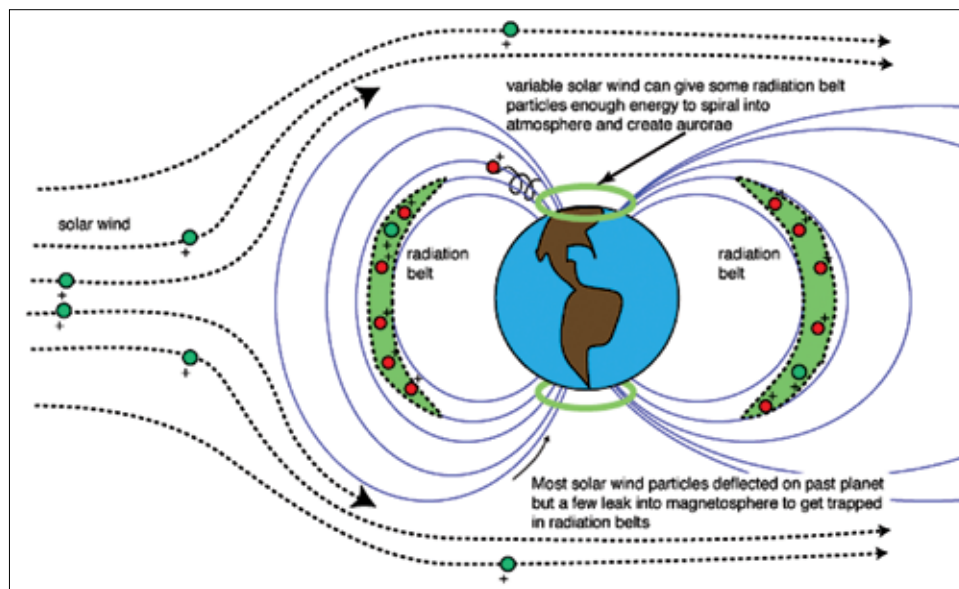 variable solar wind can give some radiation belt
particles enough energy to spiral into
atmosphere and create aurorae
solar wind
radiation
belt
radiation
belt
Most solar wind particles deflected on past planet
but a few leak into magnetosphere to get trapped
in radiation belts